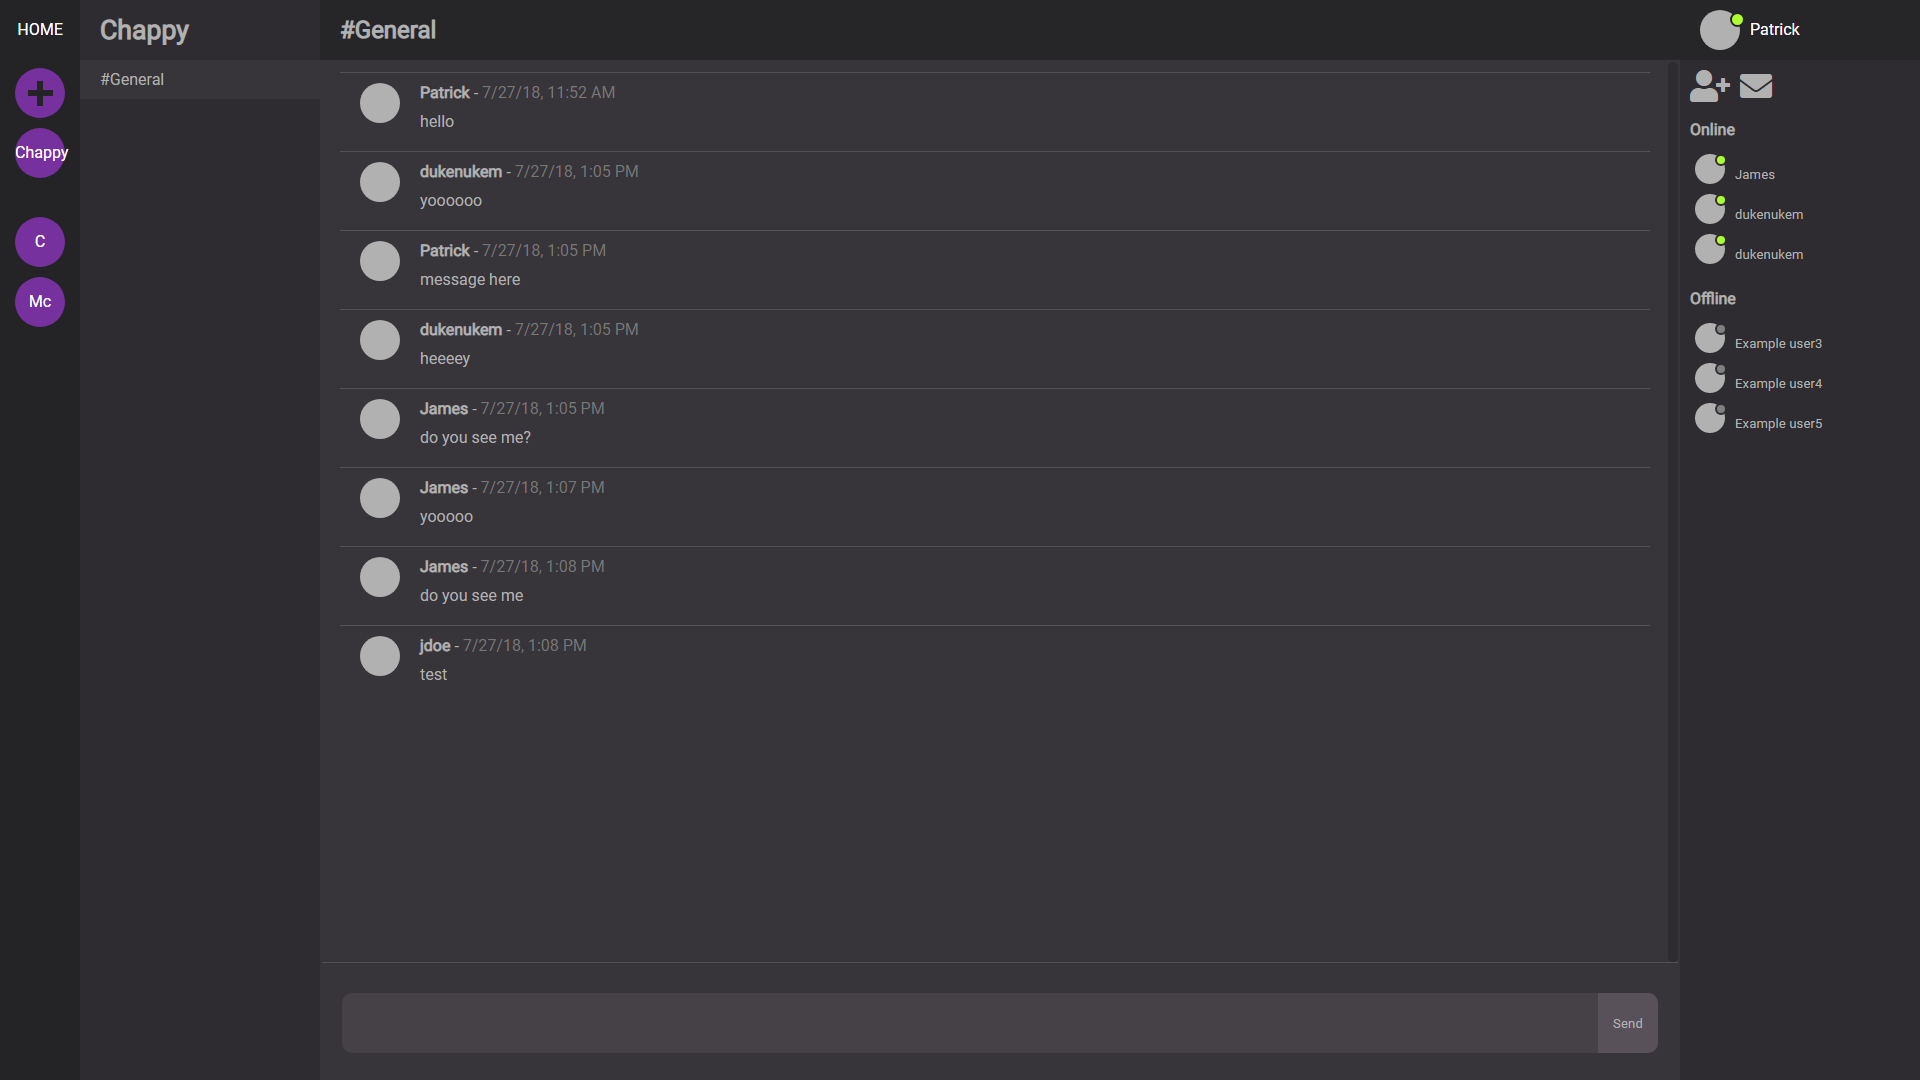 HOME
Chappy
C
Mc
Chappy
#General
#General
Patrick - 7/27/18, 11:52 AM
hello
dukenukem - 7/27/18, 1:05 PM
yoooooo
Patrick - 7/27/18, 1:05 PM
message here
dukenukem - 7/27/18, 1:05 PM
heeeey
James - 7/27/18, 1:05 PM
do you see me?
James - 7/27/18, 1:07 PM
yooooo
James - 7/27/18, 1:08 PM
do you see me
jdoe - 7/27/18, 1:08 PM
test
Send
Patrick
Online
James
dukenukem
dukenukem
Offline
Example user3
Example user4
Example user5